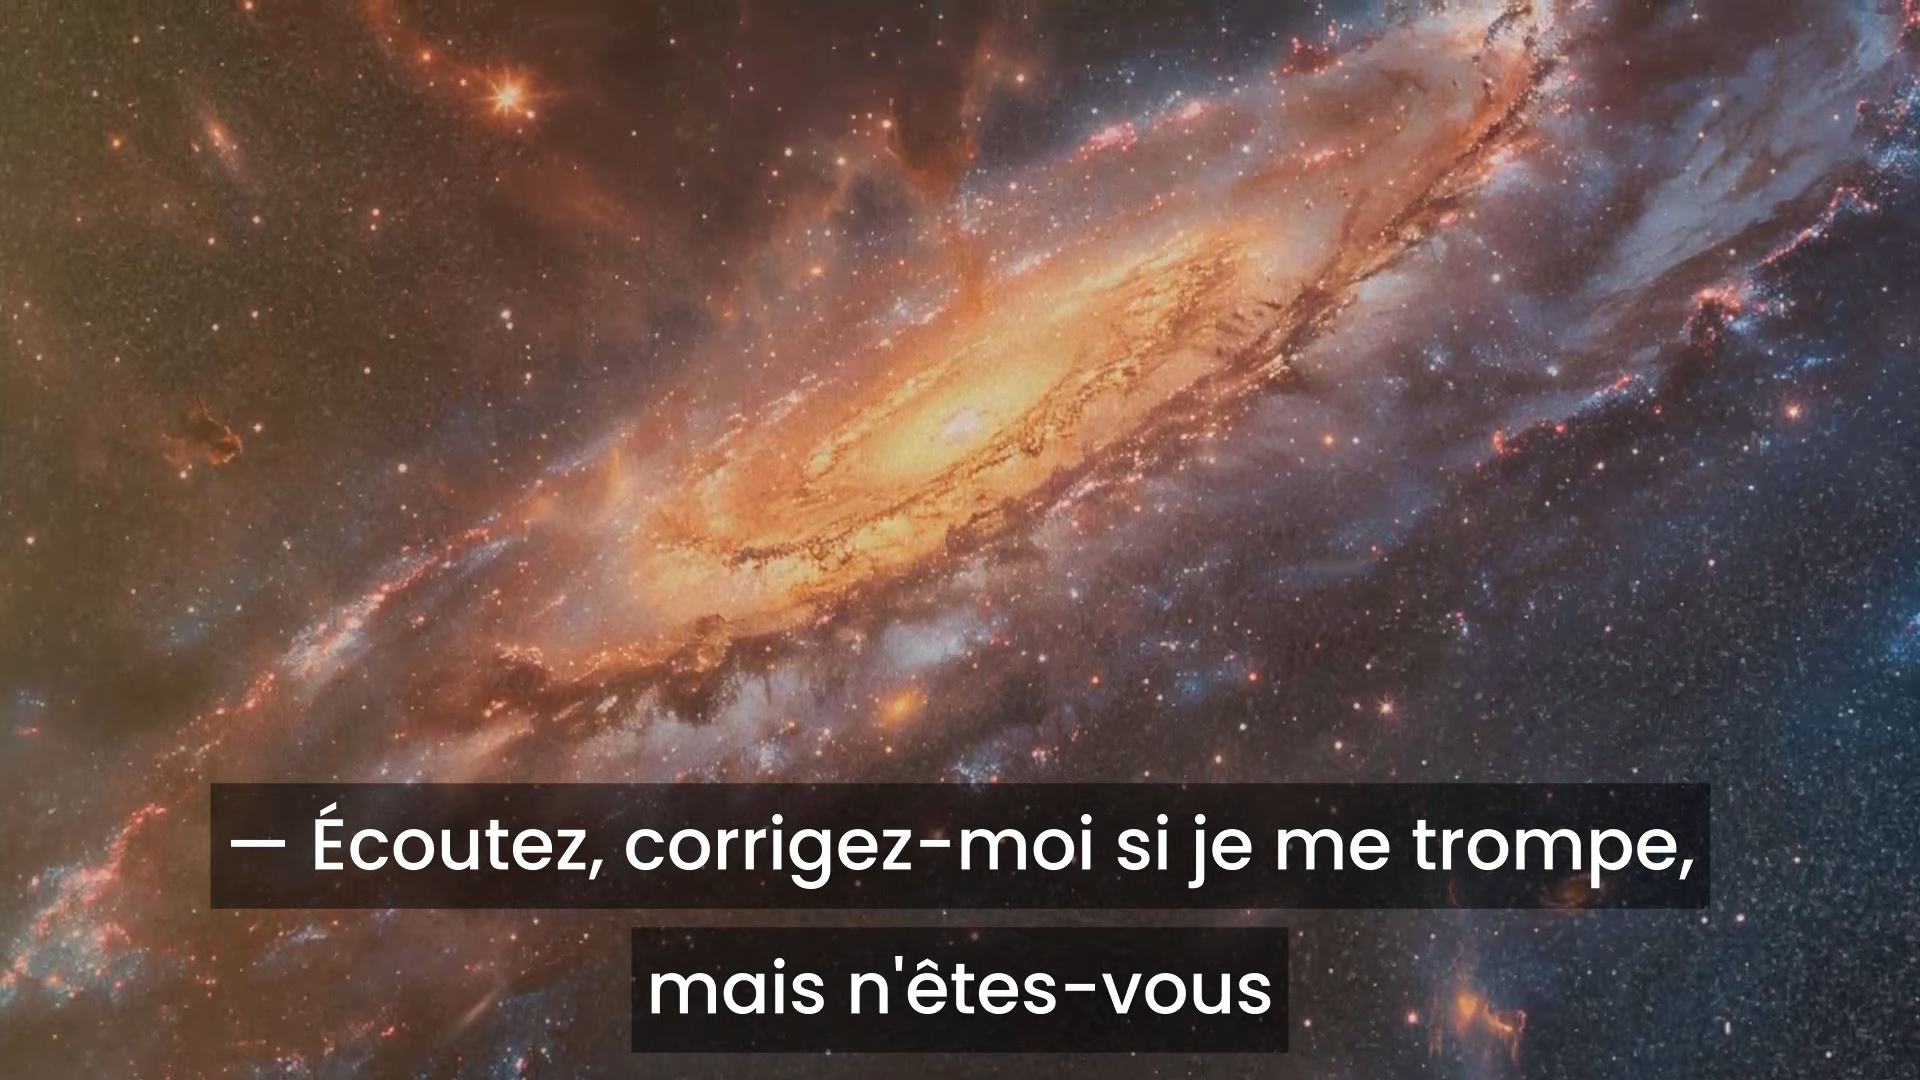 — Écoutez, corrigez-moi si je me trompe,
mais n'êtes-vous